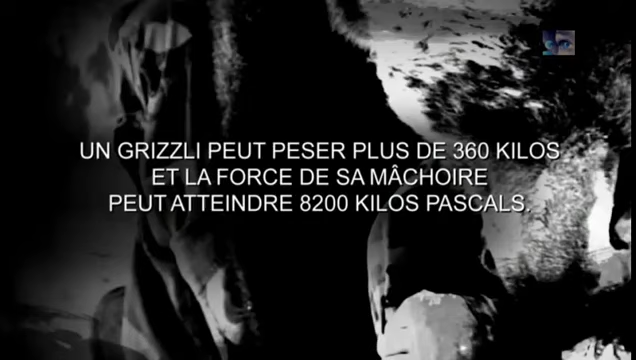 UN GRIZZLI PEUT PESER PLUS DE 360 KILOS
ET LA FORCE DE SA MÂCHOIRE
PEUT ATTEINDRE 8200 KILOS PASCALS.